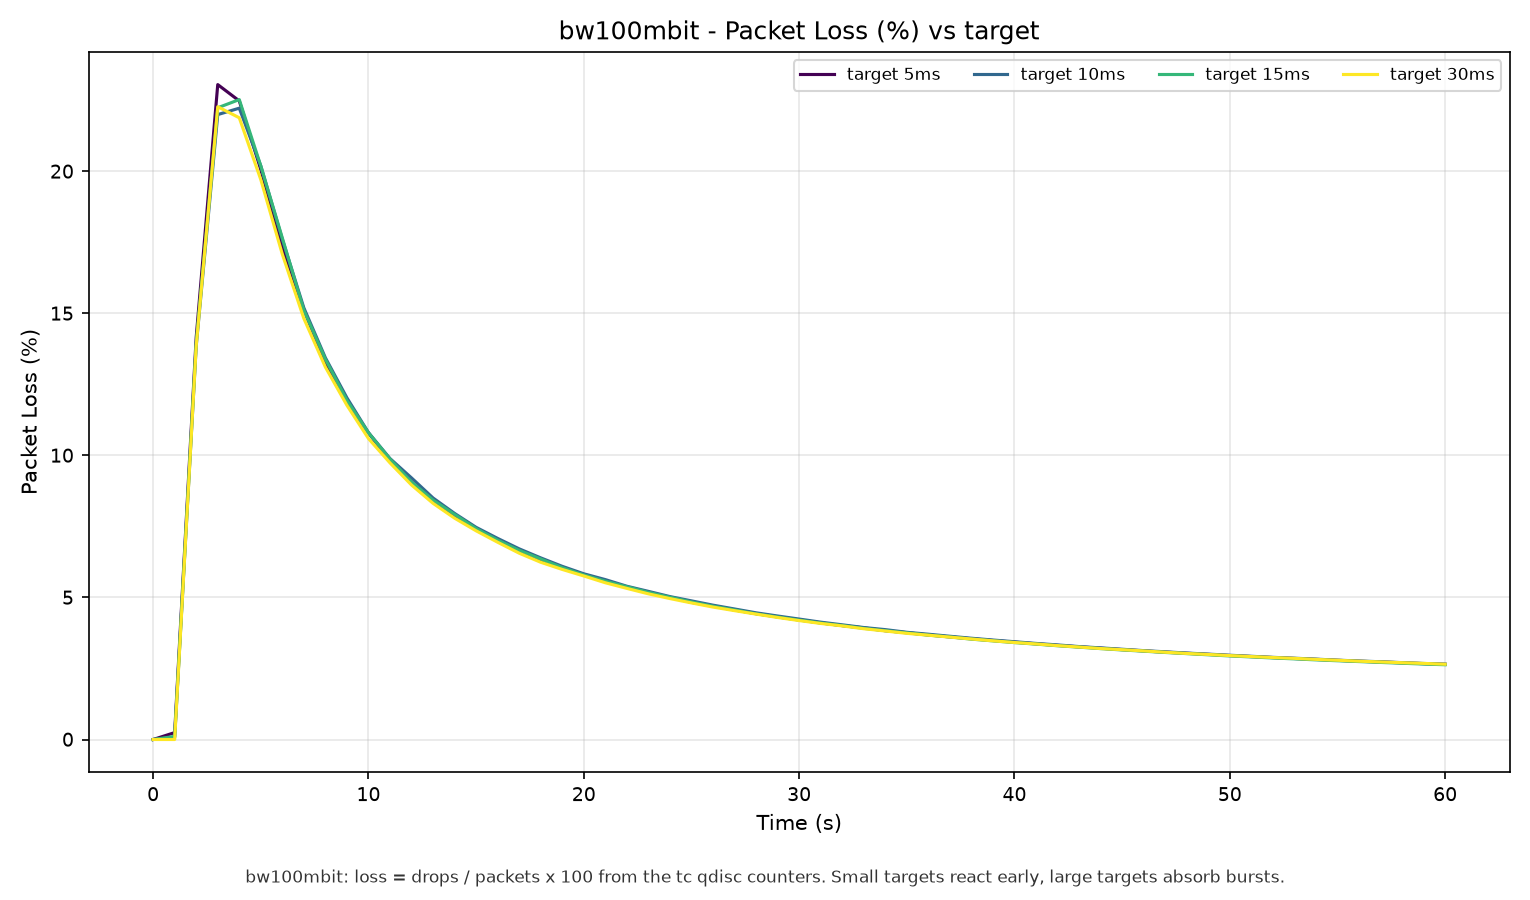 bw100mbit - Packet Loss (%) vs target
target 5ms target 10ms target 15ms target 30ms
Packet Loss (%)
20
15
10
5
0
0 10 20 30 40 50 60
Time (s)
bw100mbit: loss = drops / packets x 100 from the tc qdisc counters. Small targets react early, large targets absorb bursts.